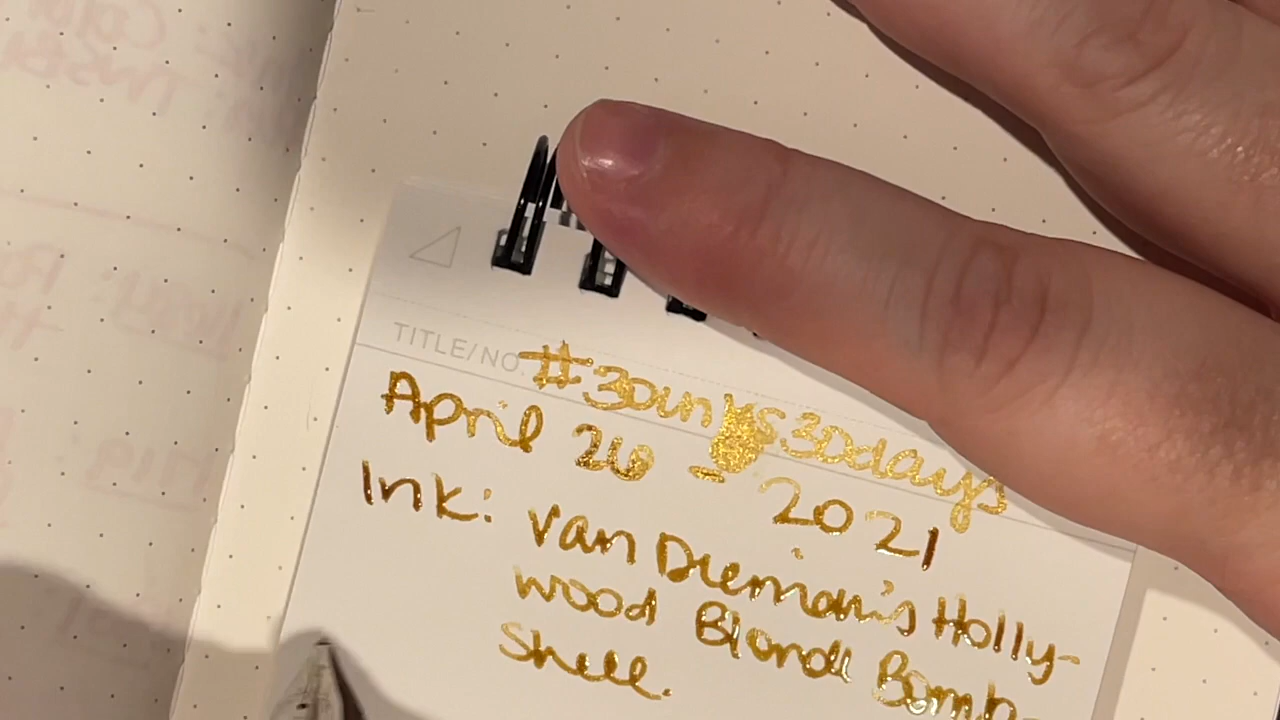 TITLE/NO.
#30inks30days
April 26 - 2021
Ink: Van Dieman's Holly-
wood Blonde Bomb-
Shell.